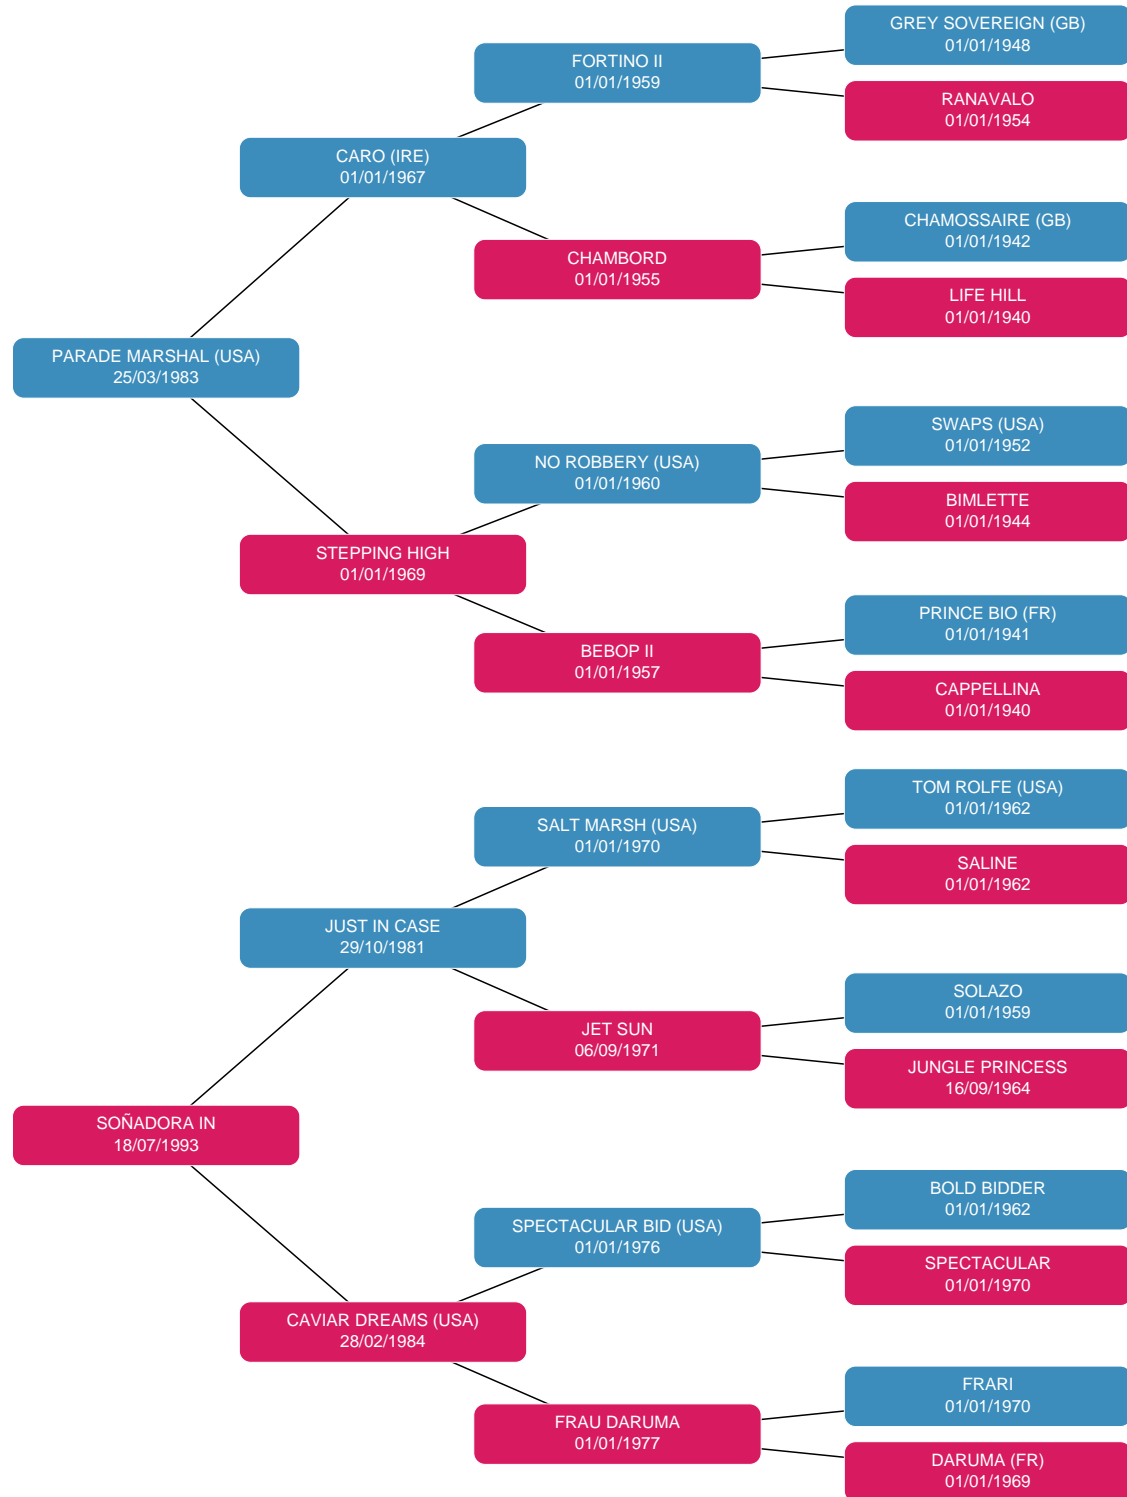 GREY SOVEREIGN (GB)
01/01/1948
FORTINO II
01/01/1959
RANAVALO
01/01/1954
CARO (IRE)
01/01/1967
CHAMOSSAIRE (GB)
01/01/1942
CHAMBORD
01/01/1955
LIFE HILL
01/01/1940
PARADE MARSHAL (USA)
25/03/1983
SWAPS (USA)
01/01/1952
NO ROBBERY (USA)
01/01/1960
BIMLETTE
01/01/1944
STEPPING HIGH
01/01/1969
PRINCE BIO (FR)
01/01/1941
BEBOP II
01/01/1957
CAPPELLINA
01/01/1940
TOM ROLFE (USA)
01/01/1962
SALT MARSH (USA)
01/01/1970
SALINE
01/01/1962
JUST IN CASE
29/10/1981
SOLAZO
01/01/1959
JET SUN
06/09/1971
JUNGLE PRINCESS
16/09/1964
SOÑADORA IN
18/07/1993
BOLD BIDDER
01/01/1962
SPECTACULAR BID (USA)
01/01/1976
SPECTACULAR
01/01/1970
CAVIAR DREAMS (USA)
28/02/1984
FRARI
01/01/1970
FRAU DARUMA
01/01/1977
DARUMA (FR)
01/01/1969